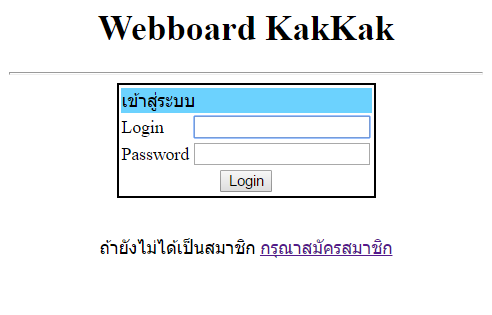 Webboard KakKak
เข้าสู่ระบบ
Login
Password
Login
ถ้ายังไม่ได้เป็นสมาชิก กรุณาสมัครสมาชิก